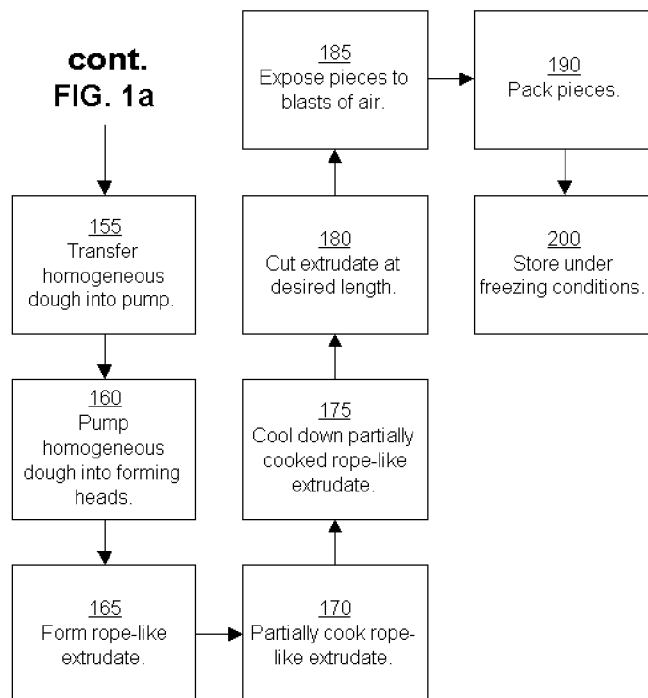 cont.
FIG. 1a
155
Transfer
homogeneous
dough into pump.
160
Pump
homogeneous
dough into forming
heads.
165
Form rope-like
extrudate.
170
Partially cook rope-
like extrudate.
175
Cool down partially
cooked rope-like
extrudate.
180
Cut extrudate at
desired length.
185
Expose pieces to
blasts of air.
190
Pack pieces.
200
Store under
freezing conditions.